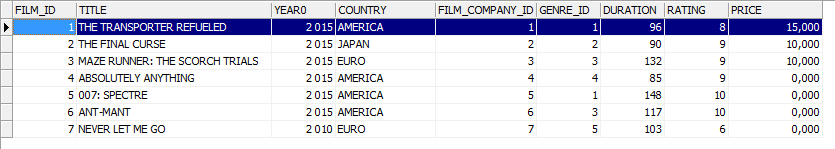 FILM_ID TITLE YEAR0 COUNTRY FILM_COMPANY_ID GENRE_ID DURATION RATING PRICE
1 THE TRANSPORTER REFUELED 2 015 AMERICA 1 1 96 8 15,000
2 THE FINAL CURSE 2 015 JAPAN 2 2 90 9 10,000
3 MAZE RUNNER: THE SCORCH TRIALS 2 015 EURO 3 3 132 9 10,000
4 ABSOLUTELY ANYTHING 2 015 AMERICA 4 4 85 9 0,000
5 007: SPECTRE 2 015 AMERICA 5 1 148 10 0,000
6 ANT-MANT 2 015 AMERICA 6 3 117 10 0,000
7 NEVER LET ME GO 2 010 EURO 7 5 103 6 0,000